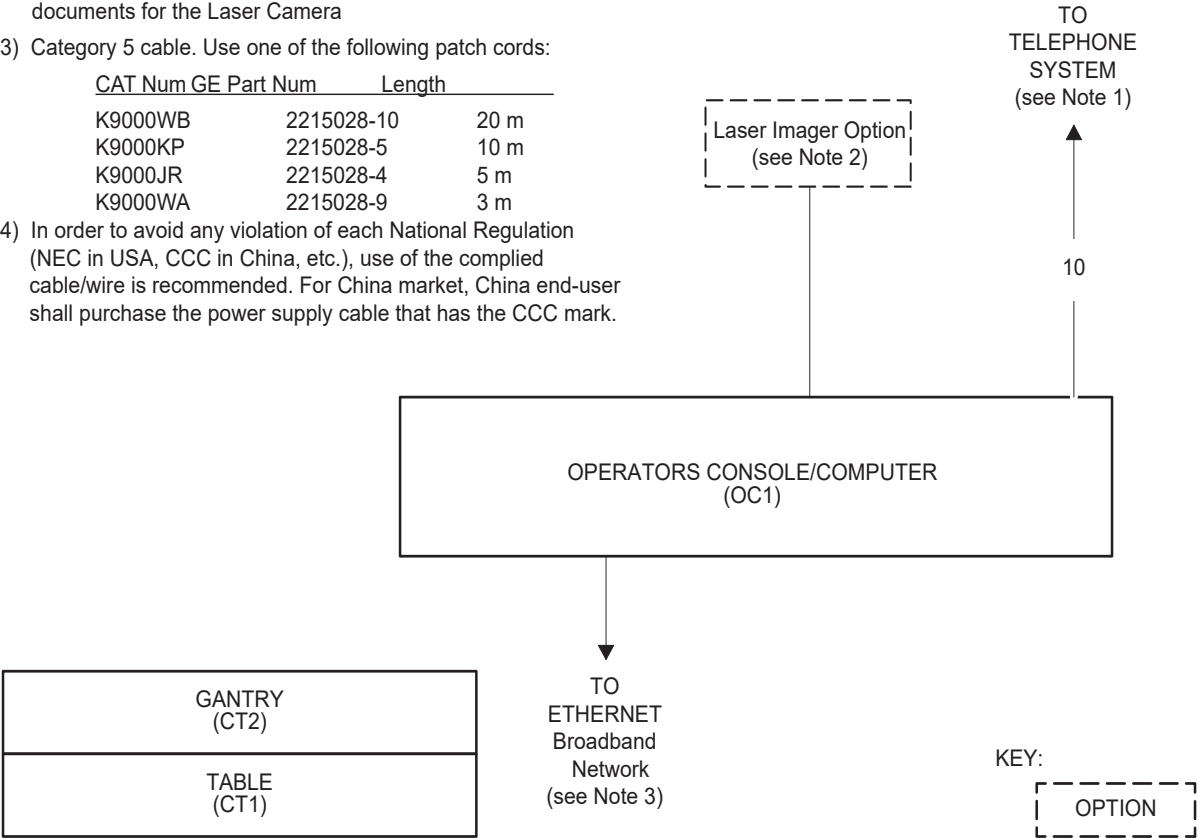 documents for the Laser Camera
3) Category 5 cable. Use one of the following patch cords:
CAT Num GE Part Num Length
K9000WB 2215028-10 20 m
K9000KP 2215028-5 10 m
K9000JR 2215028-4 5 m
K9000WA 2215028-9 3 m
4) In order to avoid any violation of each National Regulation
(NEC in USA, CCC in China, etc.), use of the complied
cable/wire is recommended. For China market, China end-user
shall purchase the power supply cable that has the CCC mark.
Laser Imager Option
(see Note 2)
TO
TELEPHONE
SYSTEM
(see Note 1)
10
OPERATORS CONSOLE/COMPUTER
(OC1)
GANTRY
(CT2)
TABLE
(CT1)
TO
ETHERNET
Broadband
Network
(see Note 3)
KEY:
OPTION